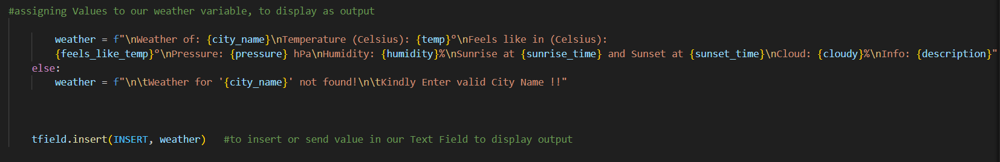 #assigning Values to our weather variable, to display as output
weather = f"\nWeather of: {city_name}\nTemperature (Celsius): {temp}°\nFeels like in (Celsius):
{feels_like_temp}°\nPressure: {pressure} hPa\nHumidity: {humidity}%\nSunrise at {sunrise_time} and Sunset at {sunset_time}\nCloud: {cloudy}%\nInfo: {description}"
else:
weather = f"\n\tWeather for '{city_name}' not found!\n\tKindly Enter valid City Name !!"
tfield.insert(INSERT, weather)   #to insert or send value in our Text Field to display output